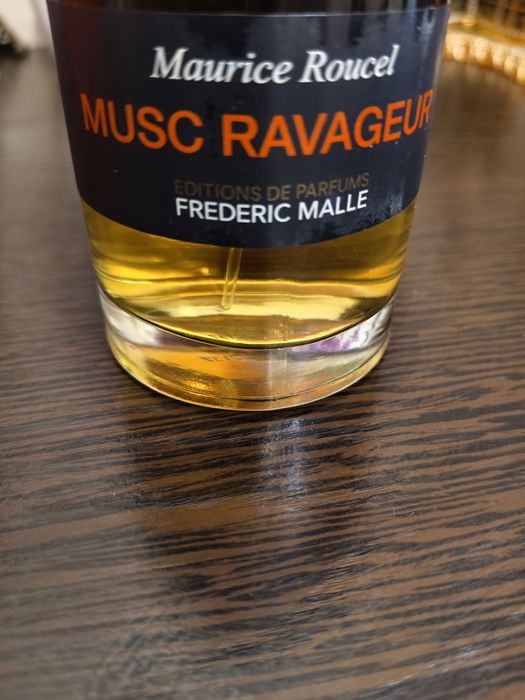 Maurice Roucel
MUSC RAVAGEUR
EDITIONS DE PARFUMS
FREDERIC MALLE